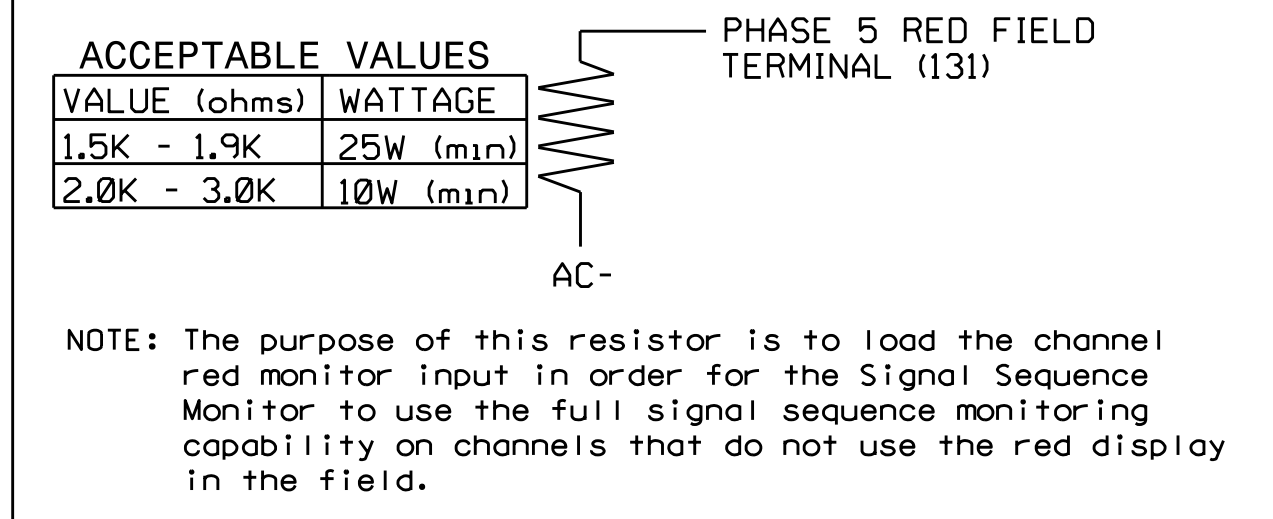 ACCEPTABLE VALUES
VALUE (ohms) WATTAGE
1.5K - 1.9K 25W (min)
2.0K - 3.0K 10W (min)
PHASE 5 RED FIELD
TERMINAL (131)
AC-
NOTE: The purpose of this resistor is to load the channel
red monitor input in order for the Signal Sequence
Monitor to use the full signal sequence monitoring
capability on channels that do not use the red display
in the field.